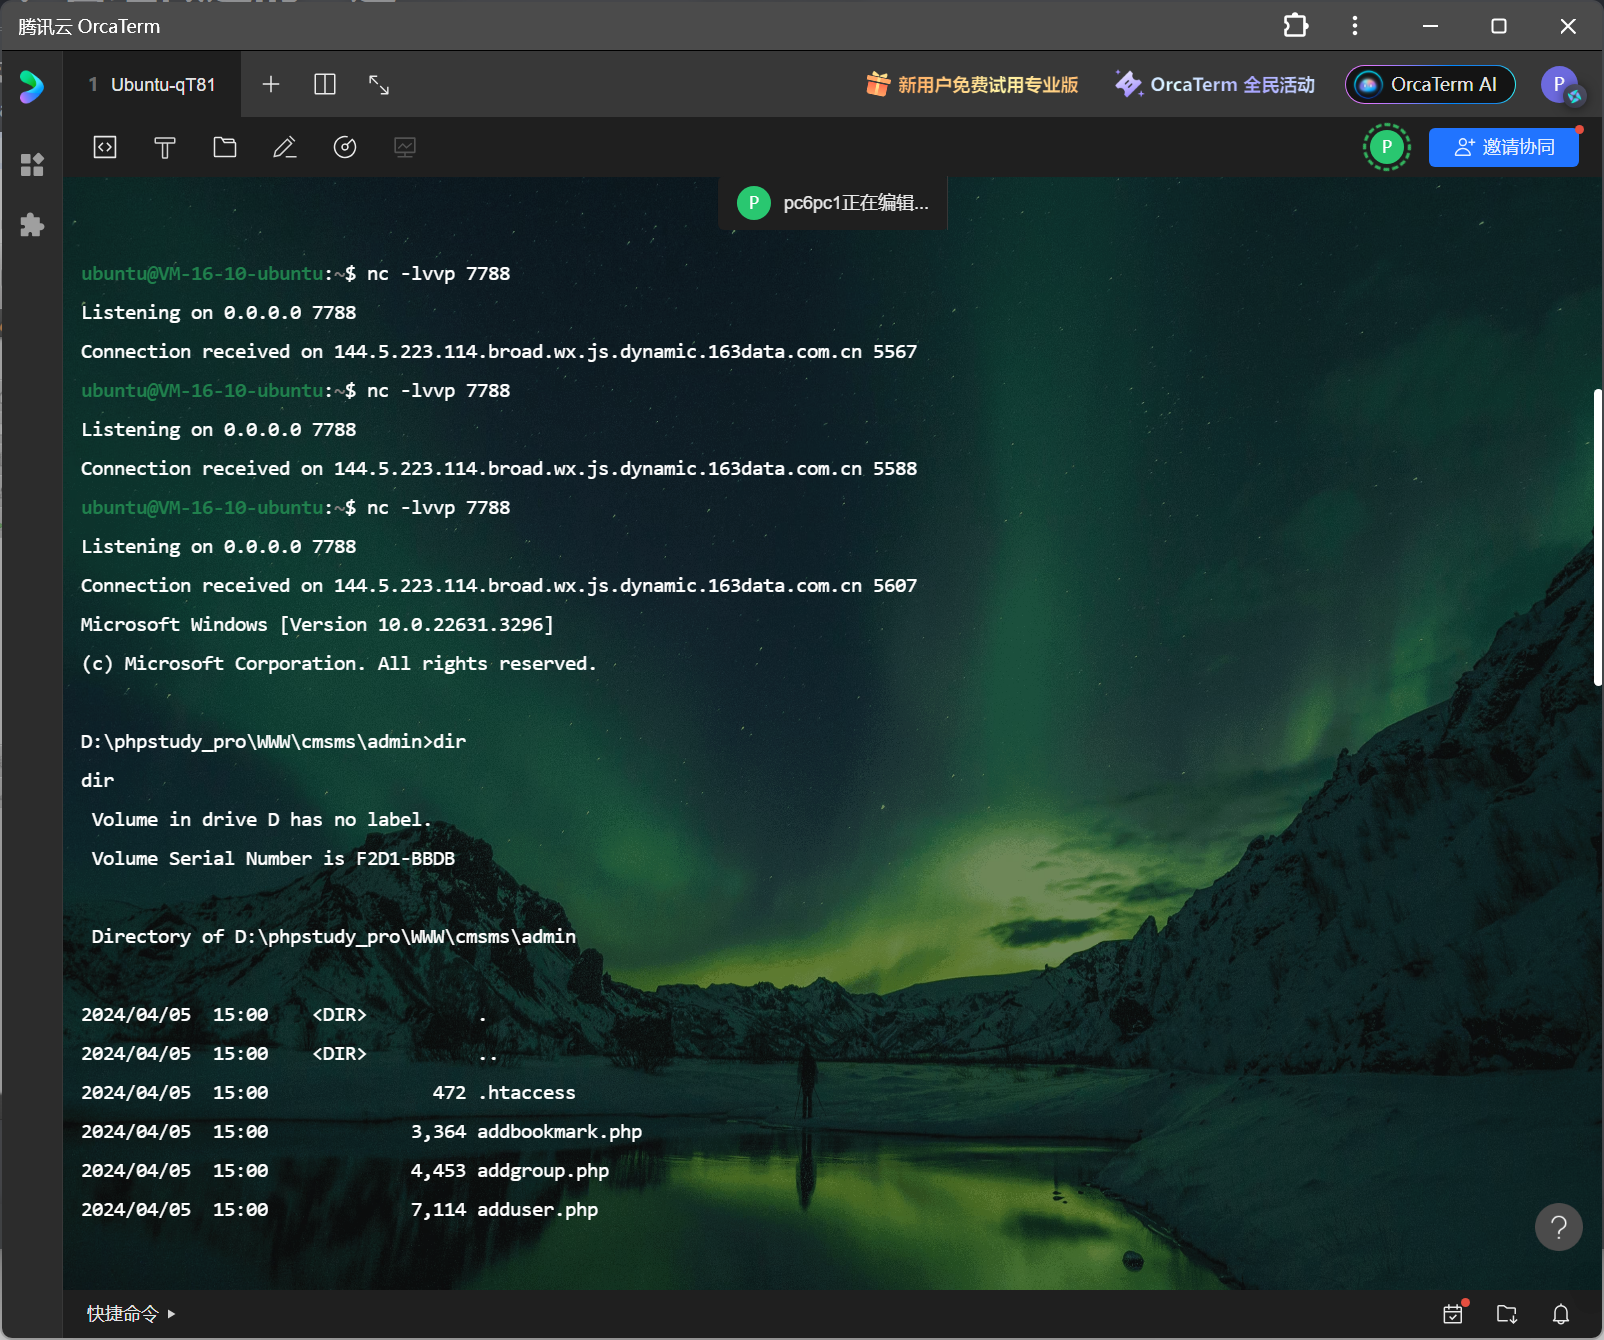 腾讯云 OrcaTerm
1 Ubuntu-qT81
新用户免费试用专业版
OrcaTerm 全民活动
OrcaTerm AI
P
P
邀请协同
P pc6pc1正在编辑...
ubuntu@VM-16-10-ubuntu:~$ nc -lvvp 7788
Listening on 0.0.0.0 7788
Connection received on 144.5.223.114.broad.wx.js.dynamic.163data.com.cn 5567
ubuntu@VM-16-10-ubuntu:~$ nc -lvvp 7788
Listening on 0.0.0.0 7788
Connection received on 144.5.223.114.broad.wx.js.dynamic.163data.com.cn 5588
ubuntu@VM-16-10-ubuntu:~$ nc -lvvp 7788
Listening on 0.0.0.0 7788
Connection received on 144.5.223.114.broad.wx.js.dynamic.163data.com.cn 5607
Microsoft Windows [Version 10.0.22631.3296]
(c) Microsoft Corporation. All rights reserved.
D:\phpstudy_pro\WWW\cmsms\admin>dir
dir
Volume in drive D has no label.
Volume Serial Number is F2D1-BBDB
Directory of D:\phpstudy_pro\WWW\cmsms\admin
2024/04/05  15:00    <DIR>          .
2024/04/05  15:00    <DIR>          ..
2024/04/05  15:00               472 .htaccess
2024/04/05  15:00             3,364 addbookmark.php
2024/04/05  15:00             4,453 addgroup.php
2024/04/05  15:00             7,114 adduser.php
?
快捷命令